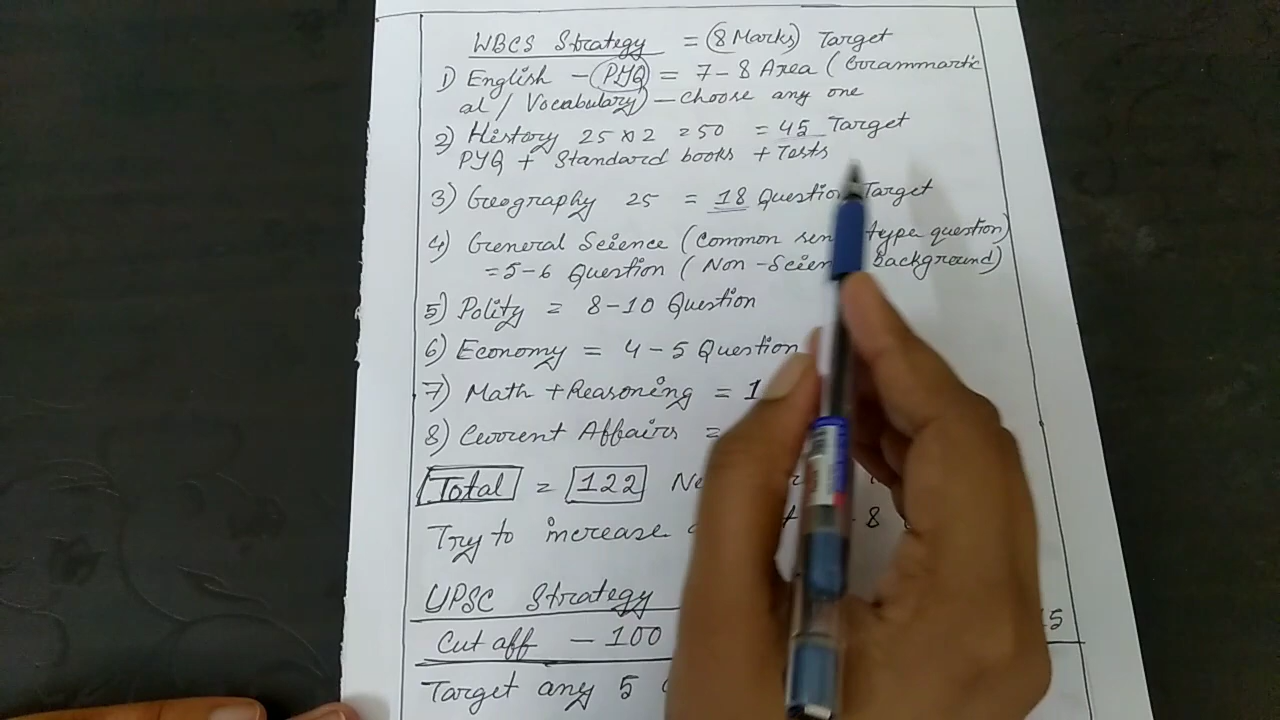 WBCS Strategy = (8 Marks) Target
1) English - PYQ = 7-8 Area (Grammartic
al / Vocabulary) - choose any one
2) History 25 x 2 = 50 = 45 Target
PYQ + Standard books + Tests
3) Geography 25 = 18 Question Target
4) General Science (Common type question)
= 5-6 Question (Non - background)
5) Polity = 8-10 Question
6) Economy = 4-5 Question
7) Math + Reasoning = 1
8) Current Affairs =
Total = 122
Try to increase 8
UPSC Strategy
Cut off - 100 15
Target any 5